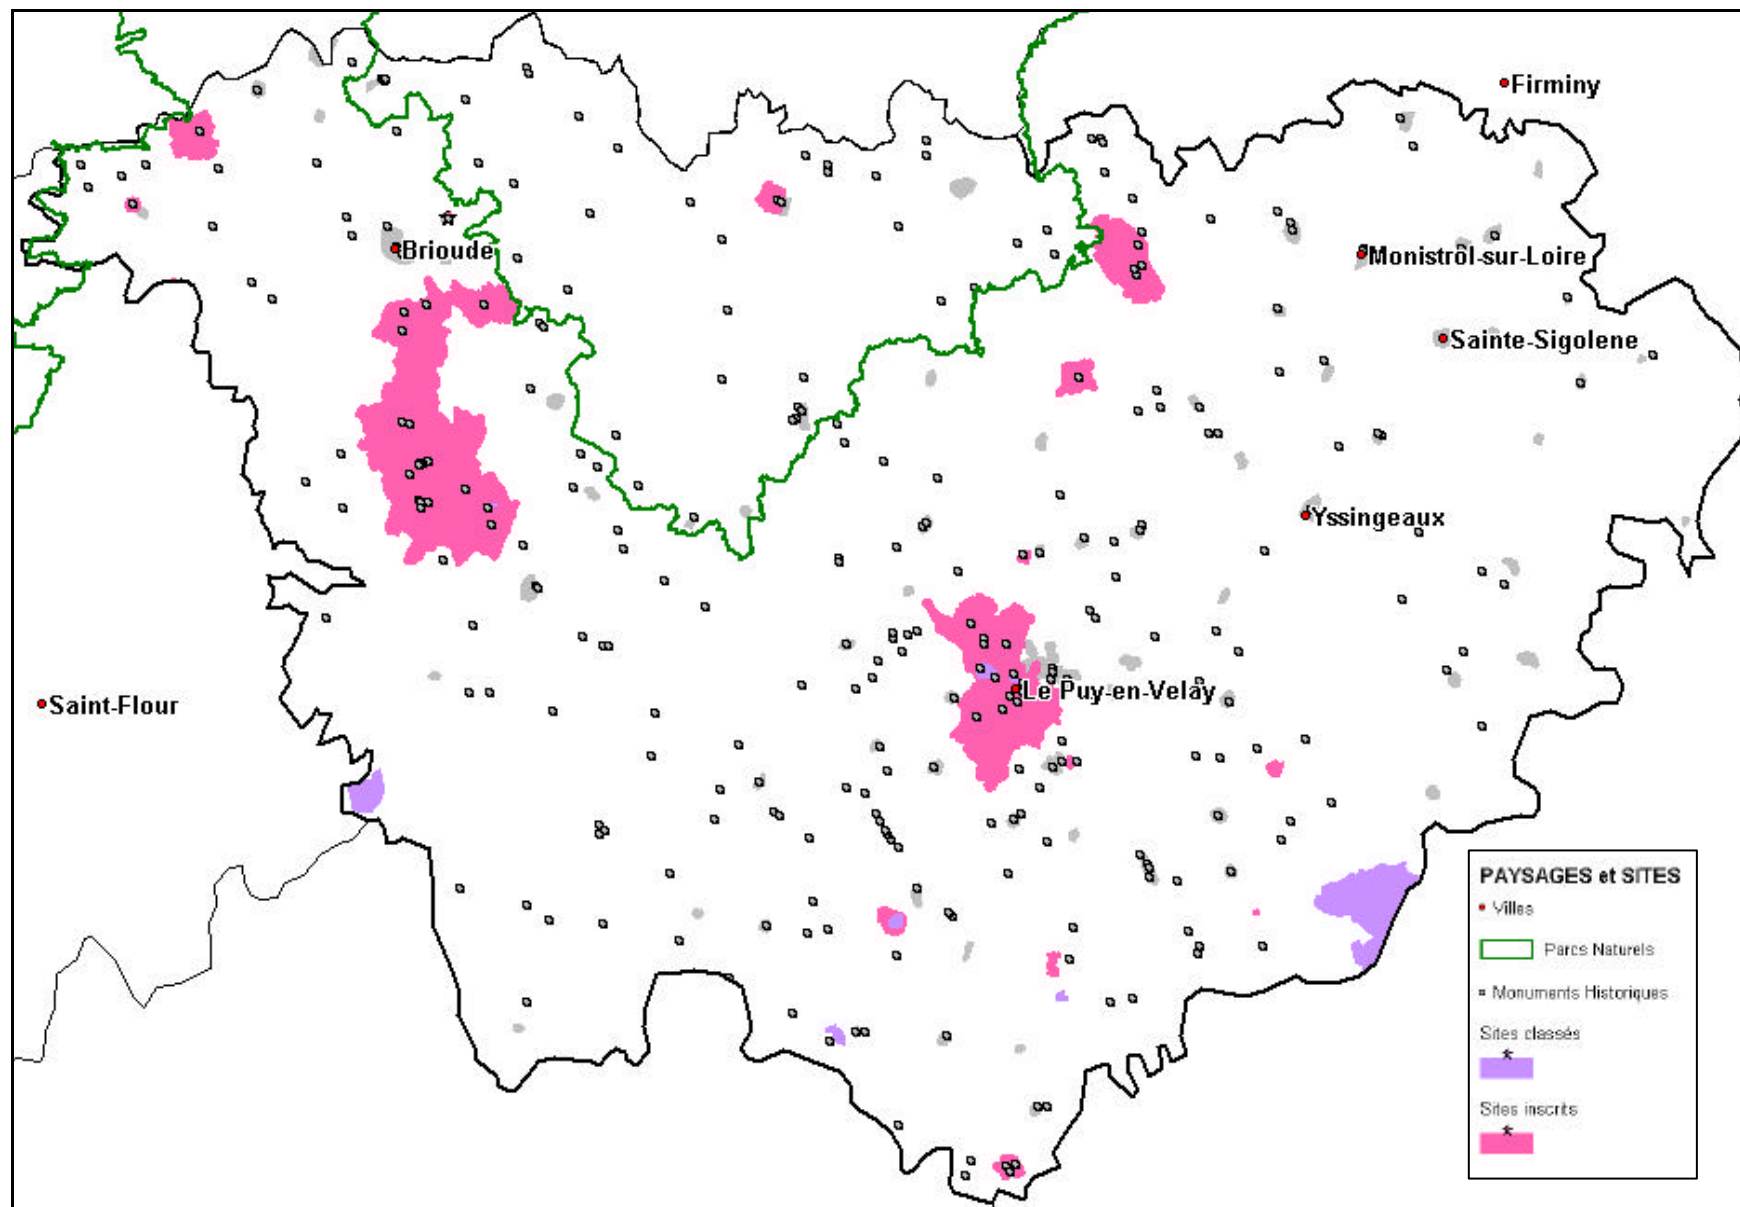 Firminy
Brioude
Monistrol-sur-Loire
Sainte-Sigolene
Yssingeaux
Le Puy-en-Velay
Saint-Flour
PAYSAGES et SITES
Villes
Parcs Naturels
Monuments Historiques
Sites classés
Sites inscrits